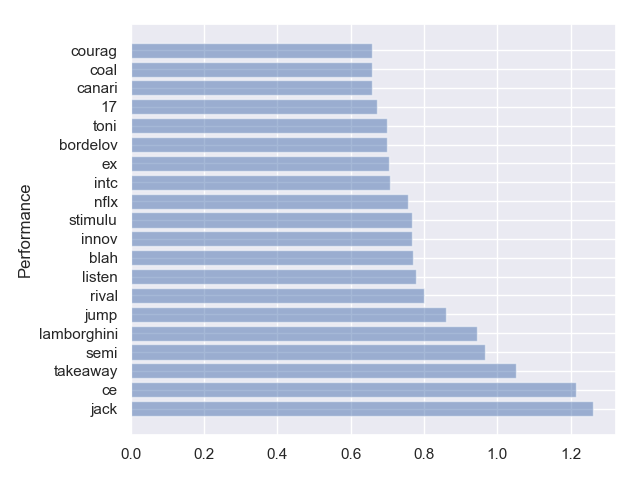 courag
coal
canari
17
toni
bordelov
ex
intc
nflx
stimulu
innov
blah
listen
rival
jump
lamborghini
semi
takeaway
ce
jack
Performance
0.0 0.2 0.4 0.6 0.8 1.0 1.2